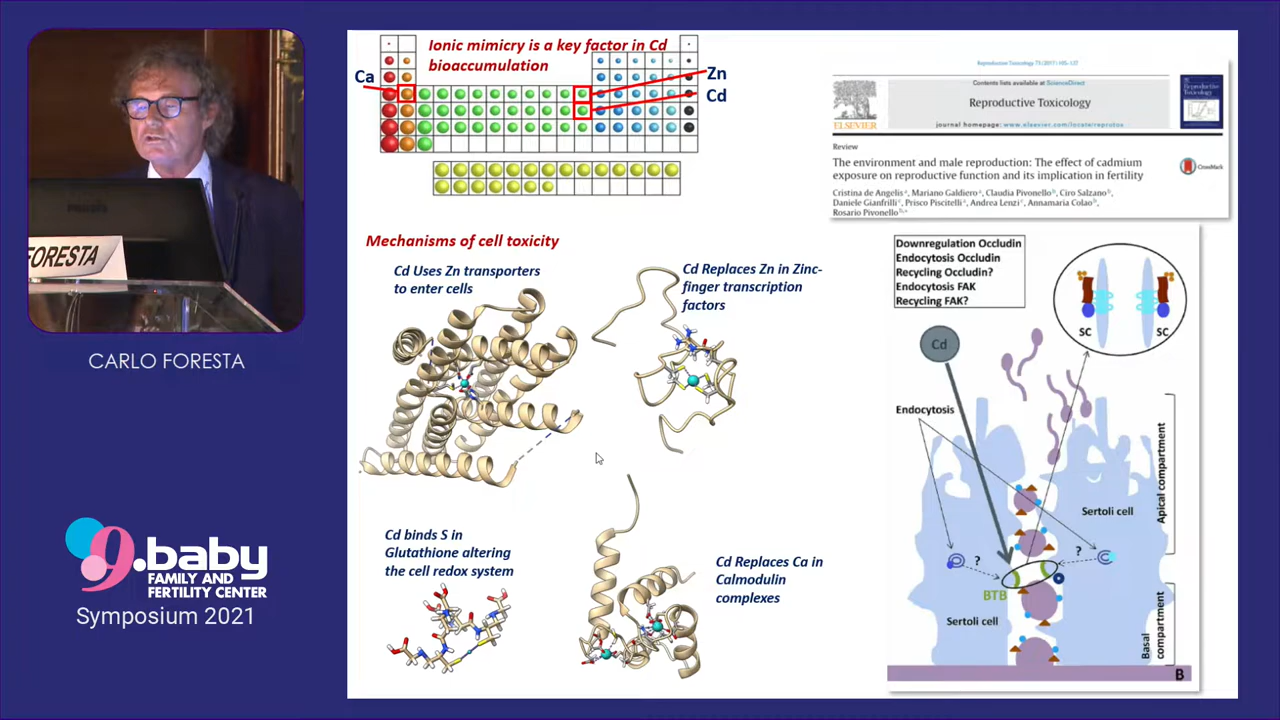 FORESTA
CARLO FORESTA
9.baby
FAMILY AND
FERTILITY CENTER
Symposium 2021
Ionic mimicry is a key factor in Cd
bioaccumulation
Ca
Zn
Cd
Mechanisms of cell toxicity
Cd Uses Zn transporters
to enter cells
Cd Replaces Zn in Zinc-
finger transcription
factors
Cd binds S in
Glutathione altering
the cell redox system
Cd Replaces Ca in
Calmodulin
complexes
Reproductive Toxicology 73 (2017) 105–127
Contents lists available at ScienceDirect
Reproductive Toxicology
journal homepage: www.elsevier.com/locate/reprotox
ELSEVIER
Review
The environment and male reproduction: The effect of cadmium
exposure on reproductive function and its implication in fertility
CrossMark
Cristina de Angelis a, Mariano Galdiero a, Claudia Pivonello b, Ciro Salzano b,
Daniele Gianfrilli c, Prisco Piscitelli d, Andrea Lenzi c, Annamaria Colao b,
Rosario Pivonello b,*
Downregulation Occludin
Endocytosis Occludin
Recycling Occludin?
Endocytosis FAK
Recycling FAK?
SC
SC
Cd
Endocytosis
Apical compartment
Sertoli cell
?
?
BTB
Sertoli cell
Basal
compartment
B